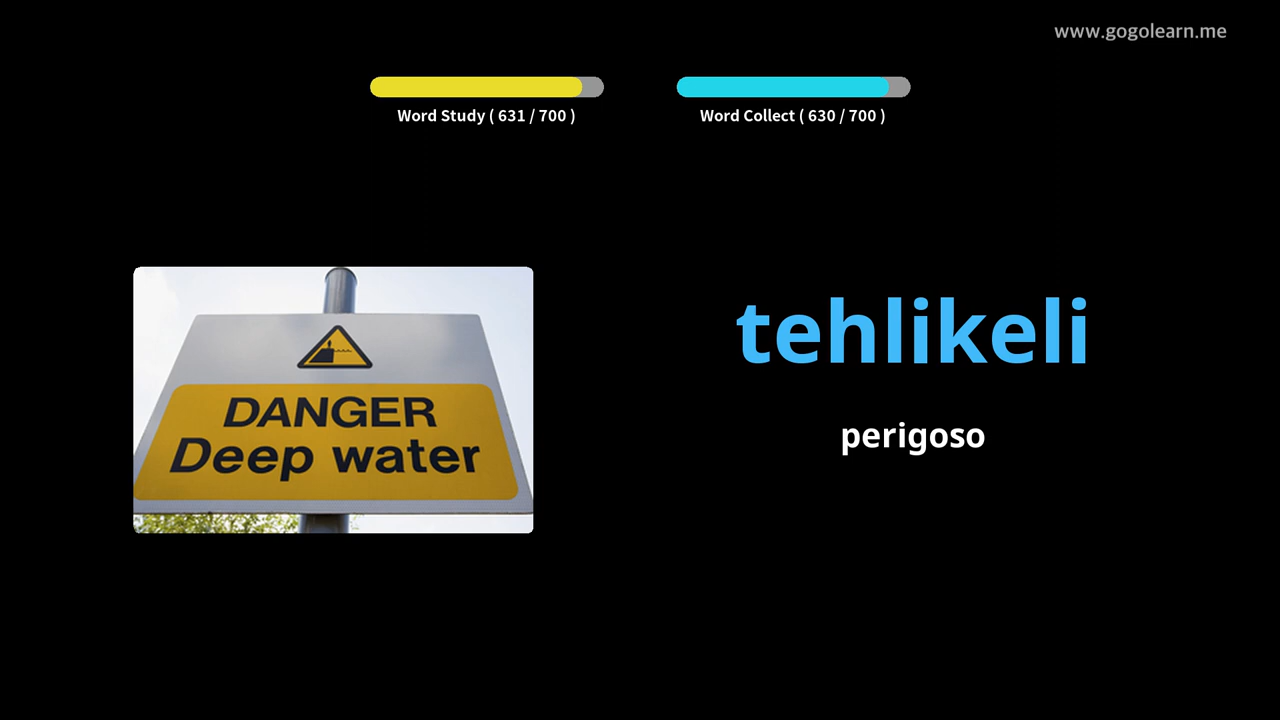 www.gogolearn.me
Word Study ( 631 / 700 )
Word Collect ( 630 / 700 )
DANGER
Deep water
tehlikeli
perigoso